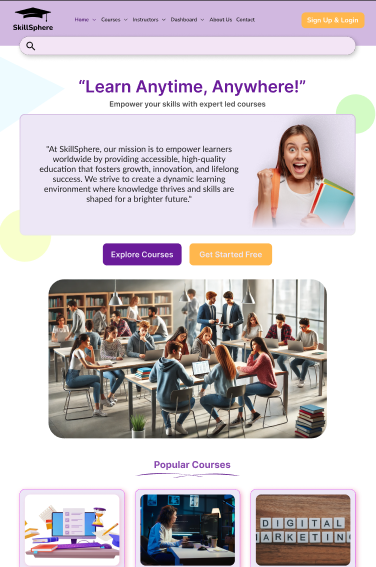 SkillSphere
Home Courses Instructors Dashboard About Us Contact
Sign Up & Login
“Learn Anytime, Anywhere!”
Empower your skills with expert led courses
"At SkillSphere, our mission is to empower learners
worldwide by providing accessible, high-quality
education that fosters growth, innovation, and lifelong
success. We strive to create a dynamic learning
environment where knowledge thrives and skills are
shaped for a brighter future."
Explore Courses
Get Started Free
Popular Courses
DIGITAL
MARKETING